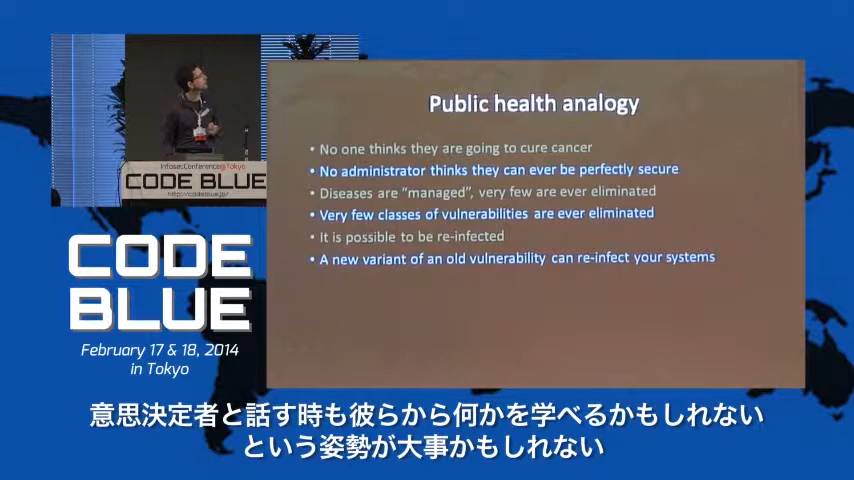 InfosecConference@Tokyo
CODE BLUE
http://codeblue.jp/
Public health analogy
• No one thinks they are going to cure cancer
• No administrator thinks they can ever be perfectly secure
• Diseases are “managed”, very few are ever eliminated
• Very few classes of vulnerabilities are ever eliminated
• It is possible to be re-infected
• A new variant of an old vulnerability can re-infect your systems
CODE
BLUE
February 17 & 18, 2014
in Tokyo
意思決定者と話す時も彼らから何かを学べるかもしれない
という姿勢が大事かもしれない